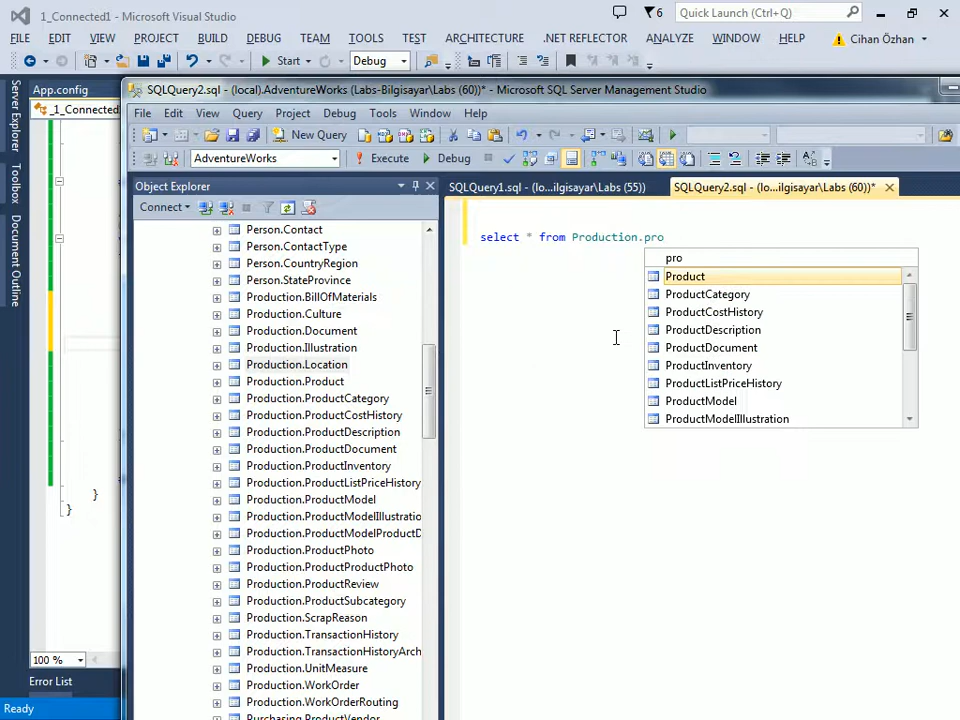 1_Connected1 - Microsoft Visual Studio
6
Quick Launch (Ctrl+Q)
FILE EDIT VIEW PROJECT BUILD DEBUG TEAM TOOLS TEST ARCHITECTURE .NET REFLECTOR ANALYZE WINDOW HELP Cihan Özhan
Start Debug
App.config
SQLQuery2.sql - (local).AdventureWorks (Labs-Bilgisayar\Labs (60))* - Microsoft SQL Server Management Studio
_1_Connected
File Edit View Query Project Debug Tools Window Help
New Query
AdventureWorks
Execute Debug
Server Explorer
Toolbox
Document Outline
Object Explorer
SQLQuery1.sql - (lo...ilgisayar\Labs (55))
SQLQuery2.sql - (lo...ilgisayar\Labs (60))*
Connect
Person.Contact
Person.ContactType
Person.CountryRegion
Person.StateProvince
Production.BillOfMaterials
Production.Culture
Production.Document
Production.Illustration
Production.Location
Production.Product
Production.ProductCategory
Production.ProductCostHistory
Production.ProductDescription
Production.ProductDocument
Production.ProductInventory
Production.ProductListPriceHistory
Production.ProductModel
Production.ProductModelIllustratio
Production.ProductModelProductD
Production.ProductPhoto
Production.ProductProductPhoto
Production.ProductReview
Production.ProductSubcategory
Production.ScrapReason
Production.TransactionHistory
Production.TransactionHistoryArch
Production.UnitMeasure
Production.WorkOrder
Production.WorkOrderRouting
Purchasing.ProductVendor
select * from Production.pro
pro
Product
ProductCategory
ProductCostHistory
ProductDescription
ProductDocument
ProductInventory
ProductListPriceHistory
ProductModel
ProductModelIllustration
}
}
100 %
Error List
Ready